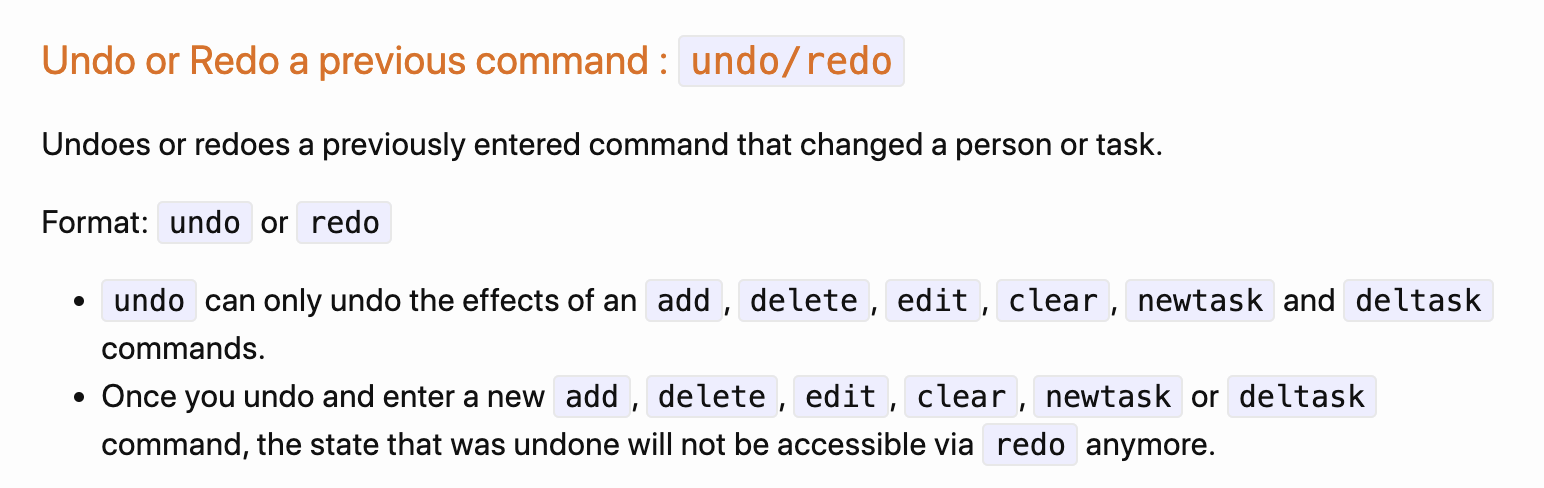 Undo or Redo a previous command : undo/redo
Undoes or redoes a previously entered command that changed a person or task.
Format: undo or redo
• undo can only undo the effects of an add, delete, edit, clear, newtask and deltask
commands.
• Once you undo and enter a new add, delete, edit, clear, newtask or deltask
command, the state that was undone will not be accessible via redo anymore.